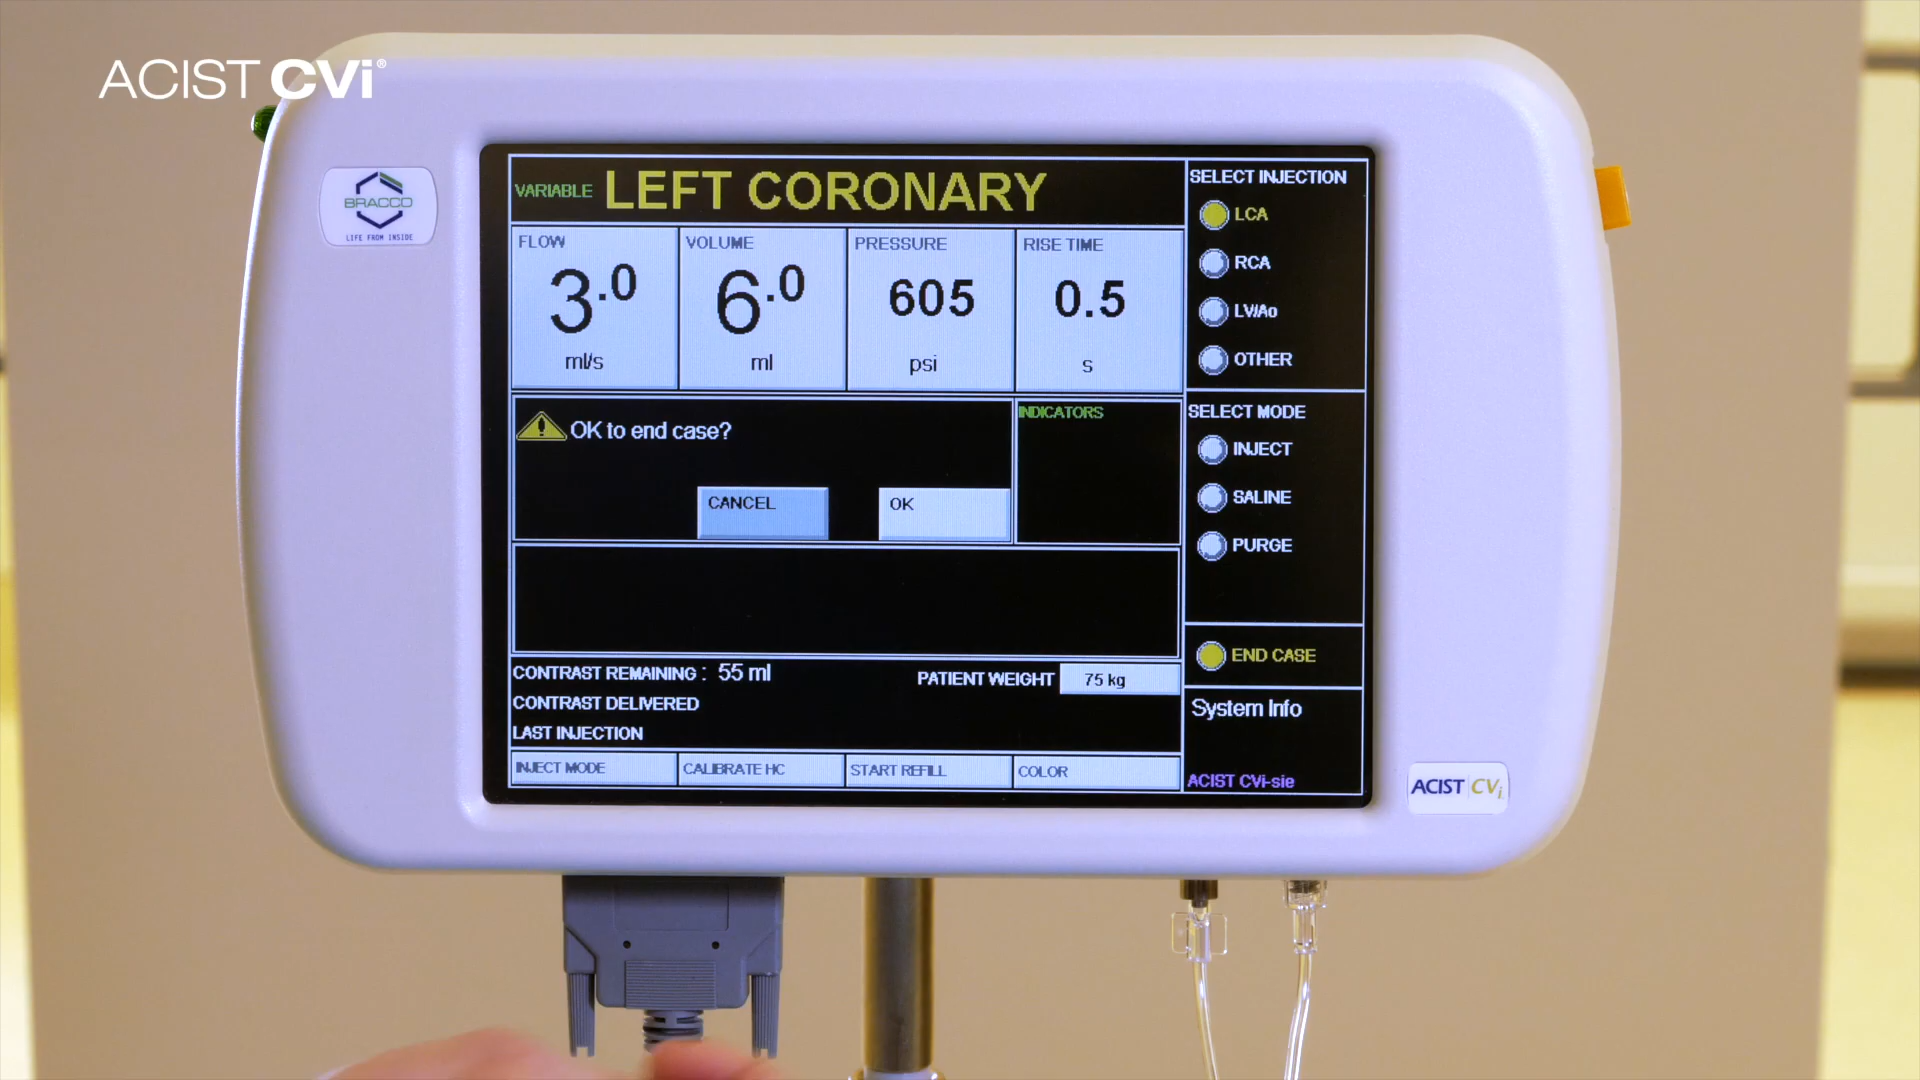 ACIST CVi®
BRACCO
LIFE FROM INSIDE
VARIABLE LEFT CORONARY
FLOW
3.0
ml/s
VOLUME
6.0
ml
PRESSURE
605
psi
RISE TIME
0.5
s
SELECT INJECTION
LCA
RCA
LV/Ao
OTHER
OK to end case?
CANCEL
OK
INDICATORS
SELECT MODE
INJECT
SALINE
PURGE
END CASE
CONTRAST REMAINING : 55 ml
PATIENT WEIGHT 75 kg
CONTRAST DELIVERED
LAST INJECTION
System Info
ACIST CVi-sie
INJECT MODE
CALIBRATE HC
START REFILL
COLOR
ACIST CVi